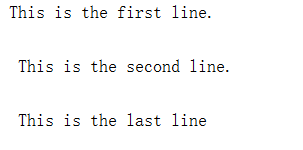 This is the first line.
This is the second line.
This is the last line